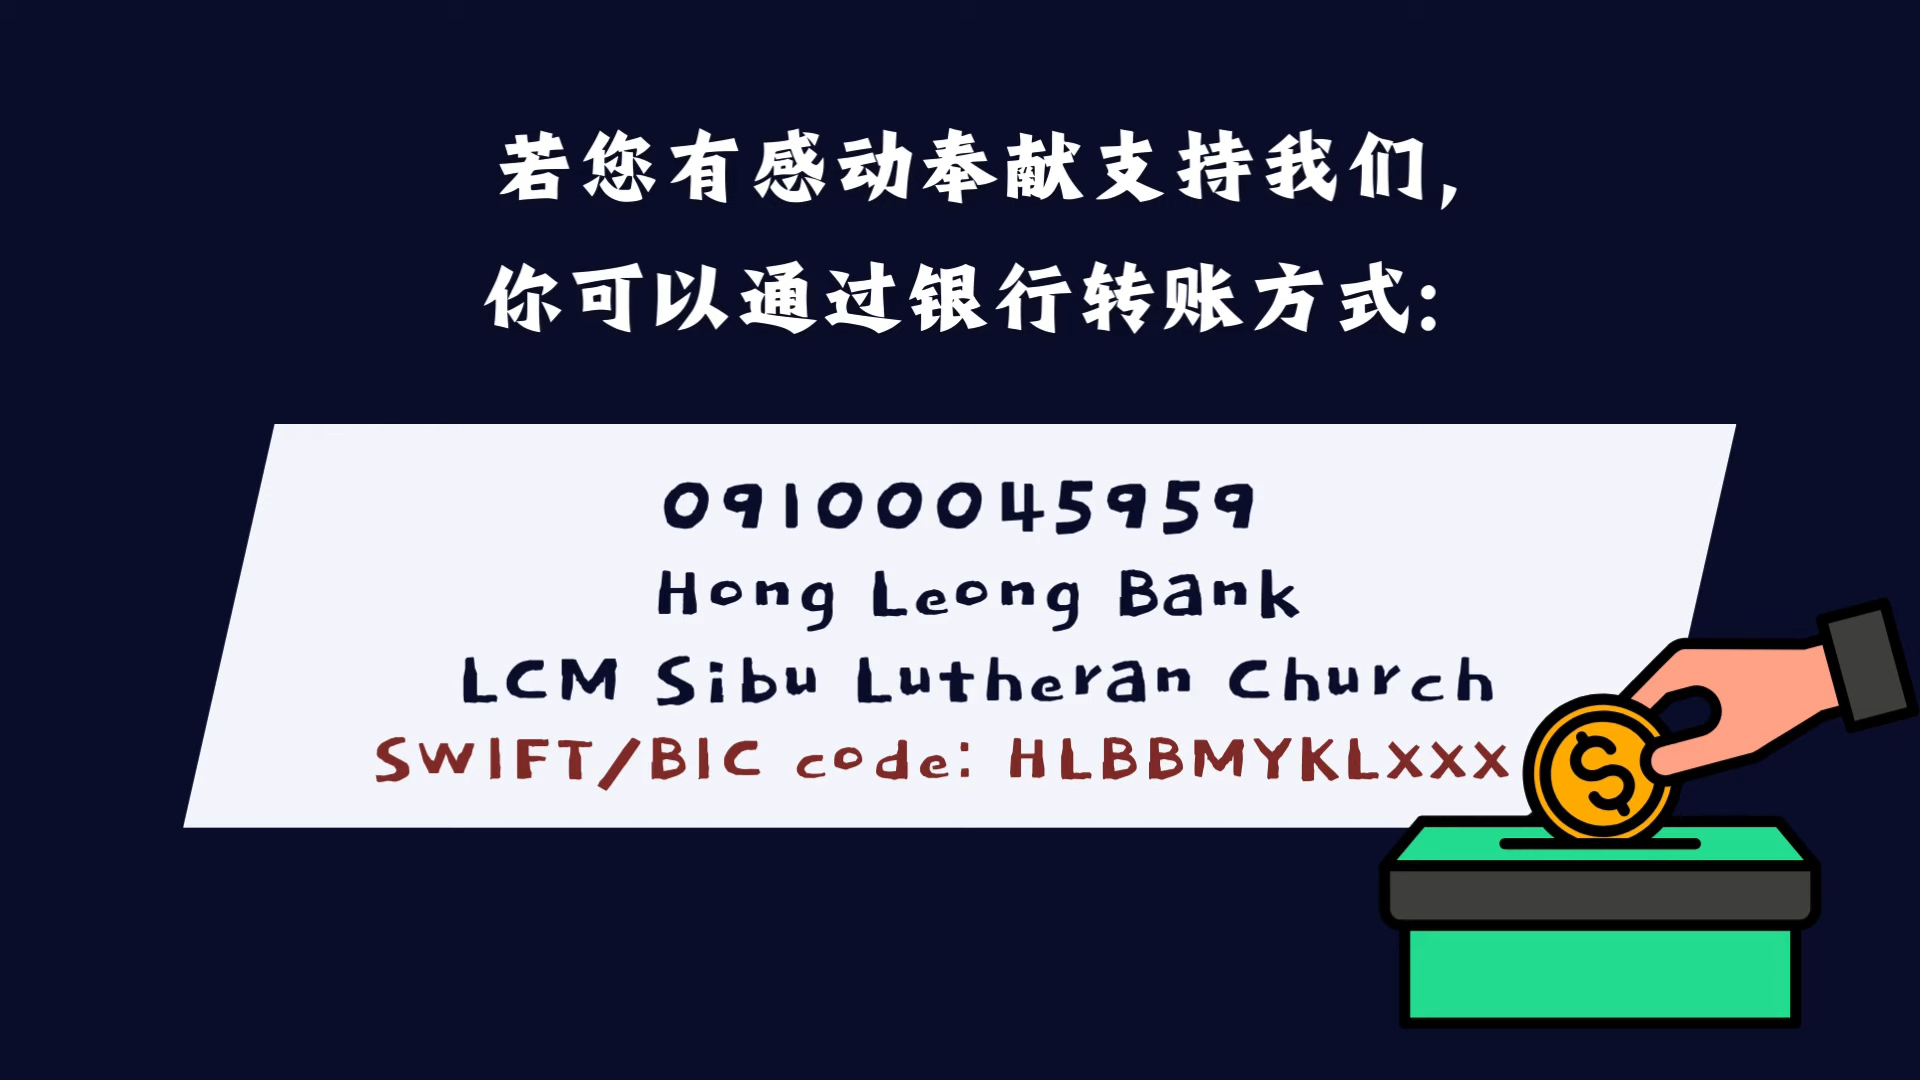 若您有感动奉献支持我们,
你可以通过银行转账方式:
09100045959
Hong Leong Bank
LCM Sibu Lutheran Church
SWIFT/BIC code: HLBBMYKLXXX